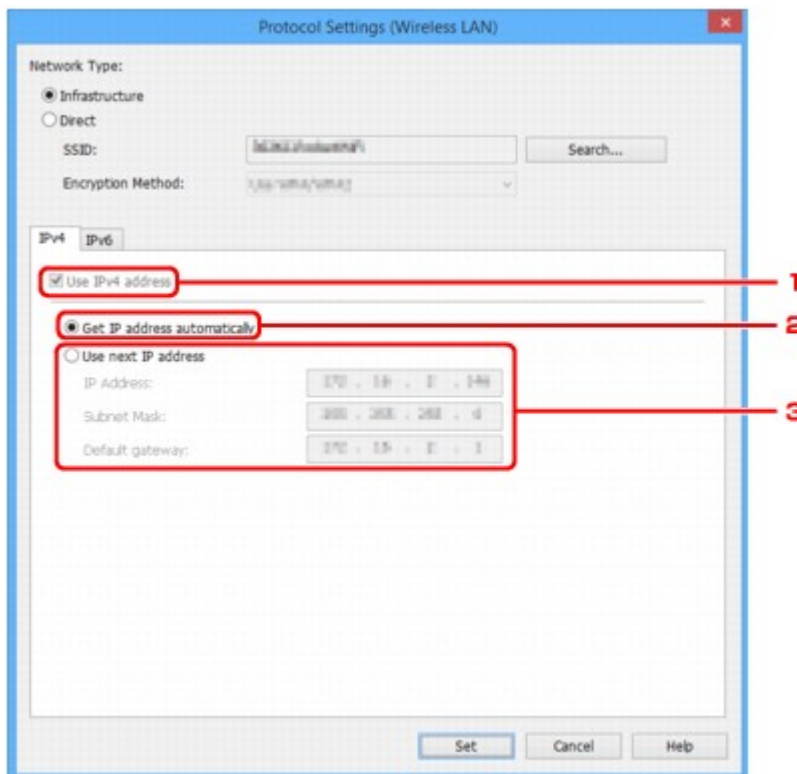 Protocol Settings (Wireless LAN)
Network Type:
Infrastructure
Direct
SSID:
Search...
Encryption Method:
IPv4 IPv6
Use IPv4 address
1
Get IP address automatically
2
Use next IP address
IP Address:
3
Subnet Mask:
Default gateway:
Set Cancel Help